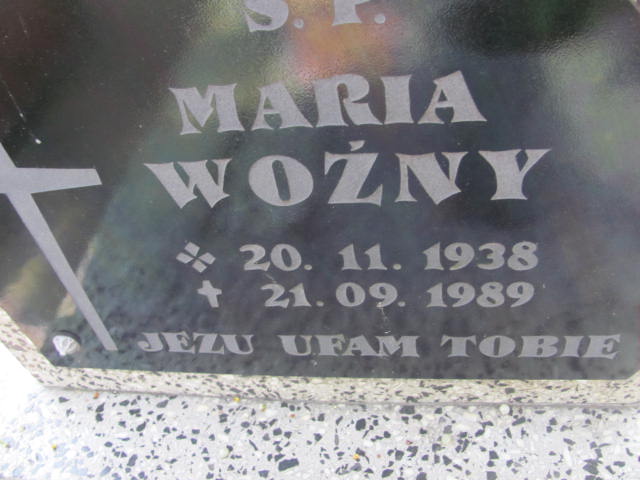 Ś. P.
MARIA
WOŹNY
20. 11. 1938
✝ 21. 09. 1989
JEZU UFAM TOBIE